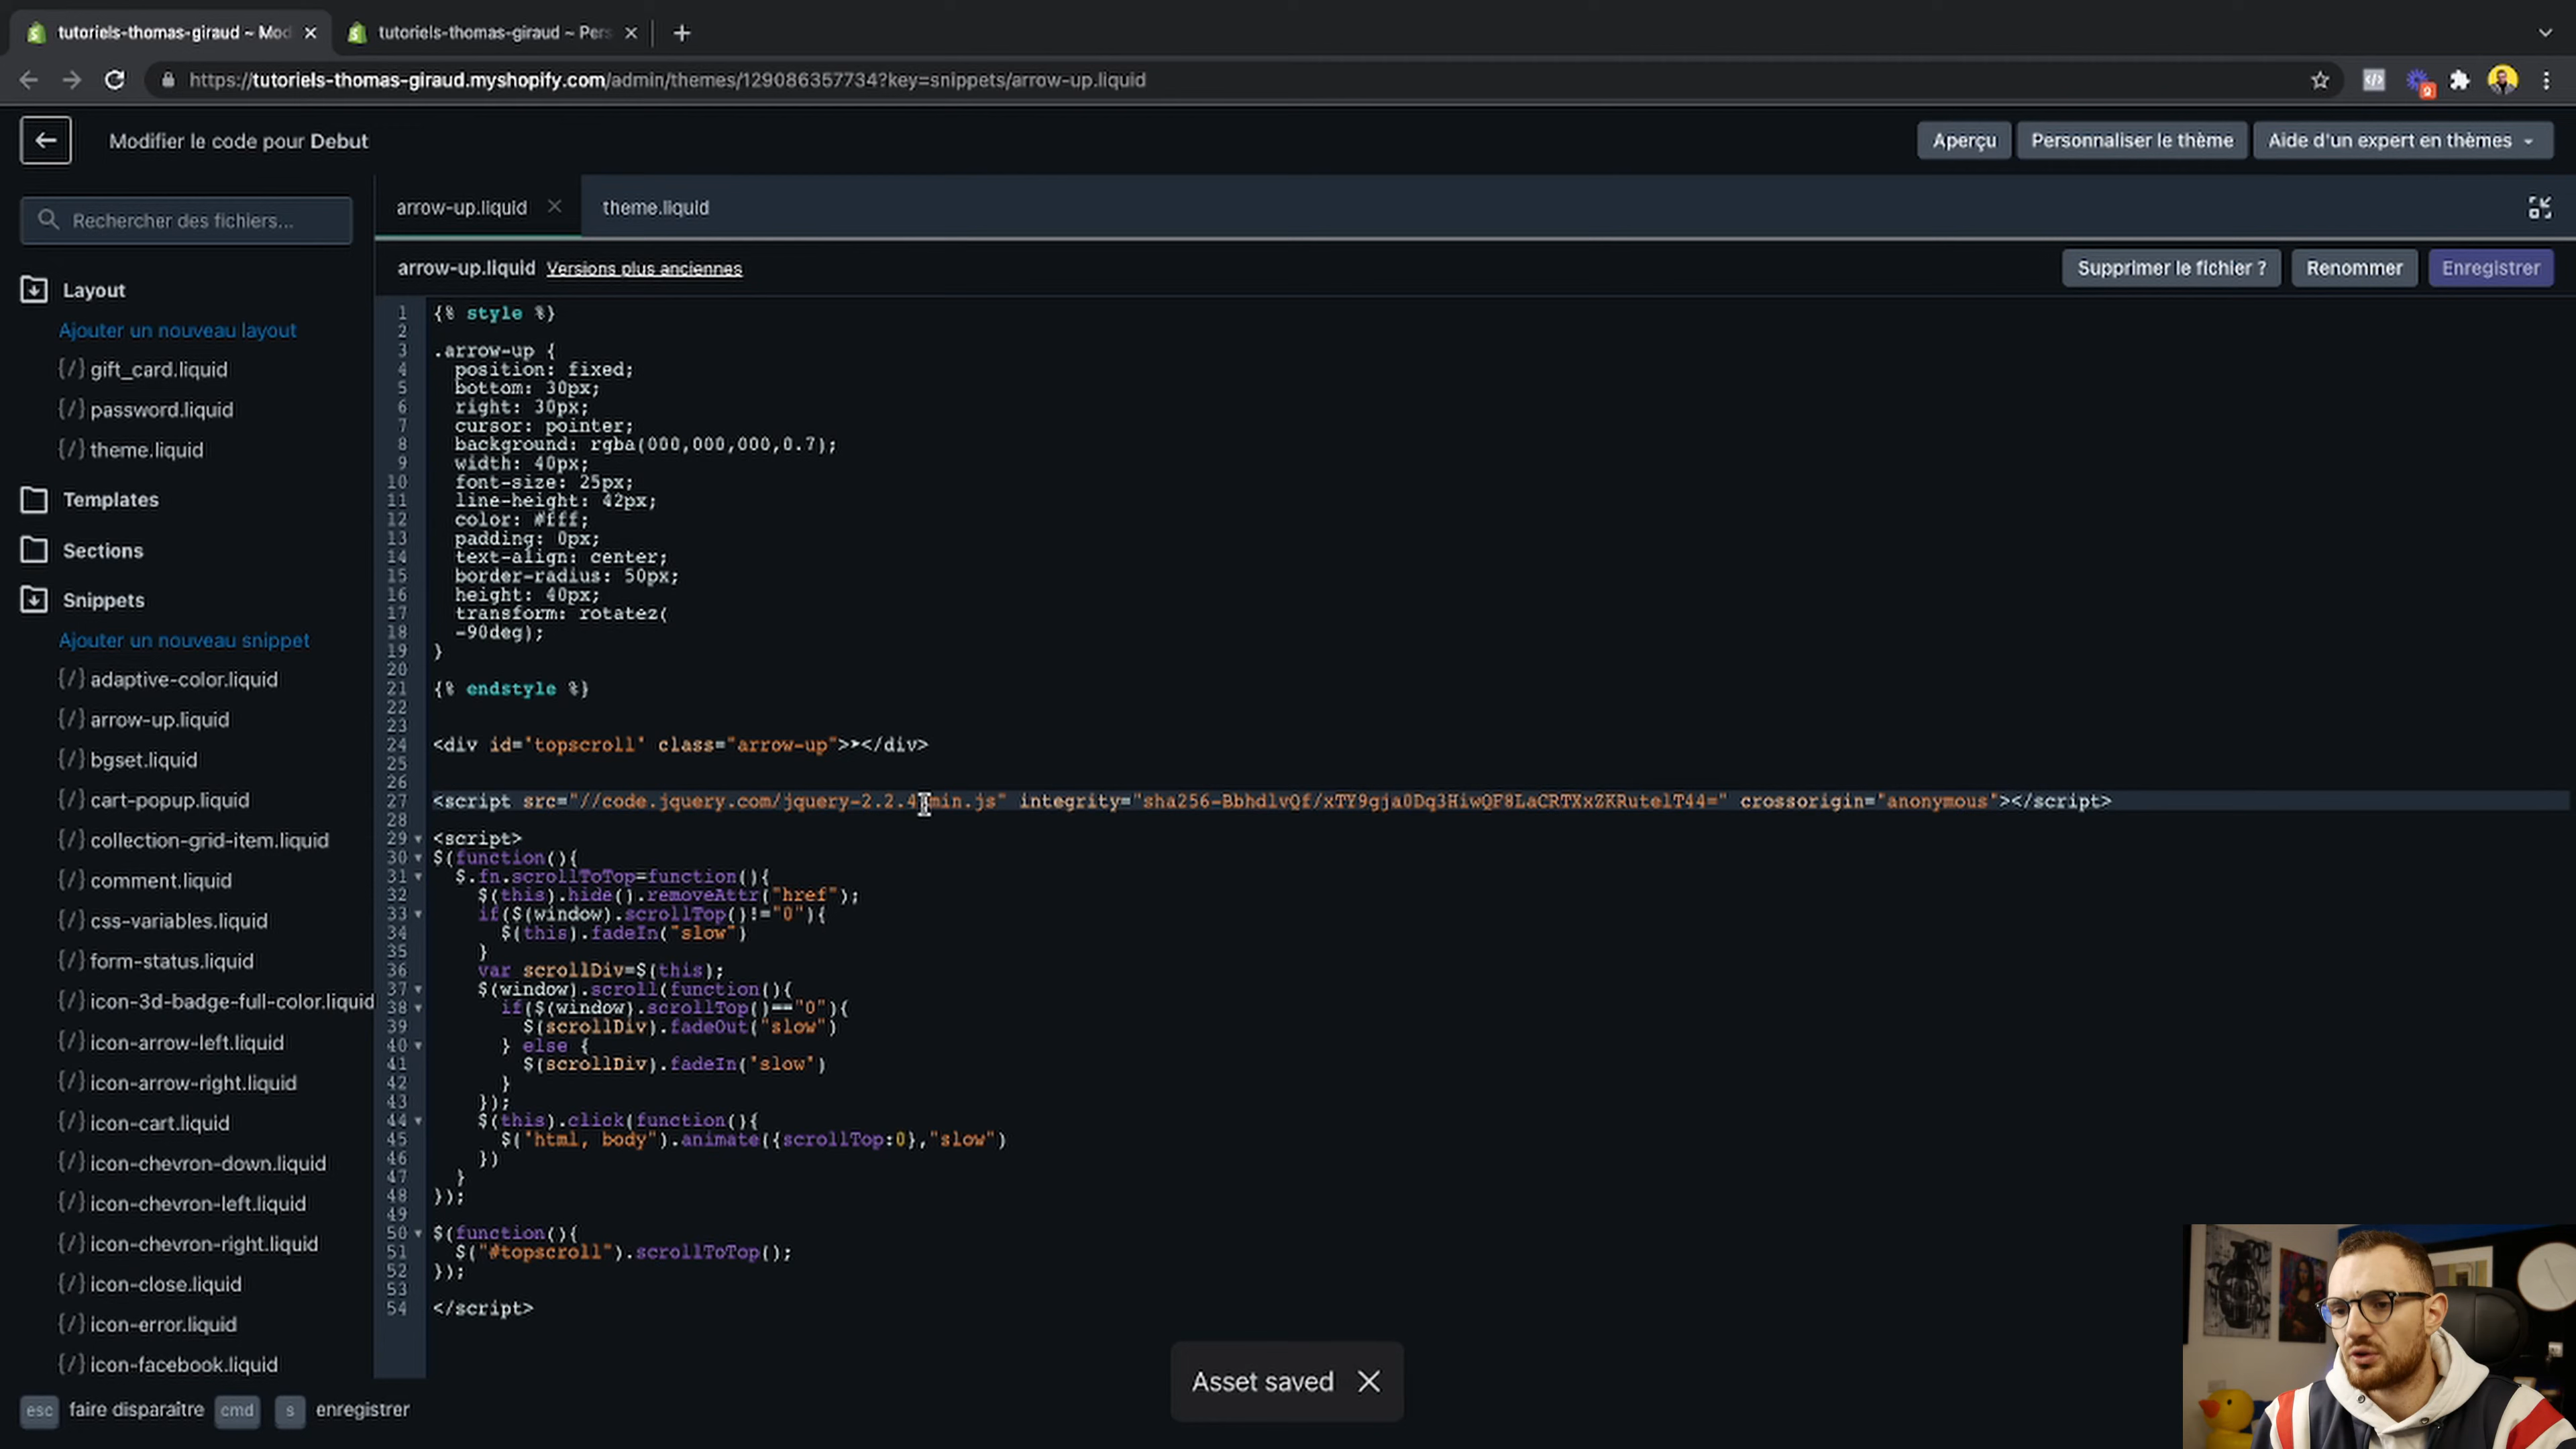 tutoriels-thomas-giraud ~ Mod
tutoriels-thomas-giraud ~ Pers
https://tutoriels-thomas-giraud.myshopify.com/admin/themes/129086357734?key=snippets/arrow-up.liquid
Modifier le code pour Debut
Aperçu
Personnaliser le thème
Aide d'un expert en thèmes
Rechercher des fichiers...
Layout
Ajouter un nouveau layout
{/} gift_card.liquid
{/} password.liquid
{/} theme.liquid
Templates
Sections
Snippets
Ajouter un nouveau snippet
{/} adaptive-color.liquid
{/} arrow-up.liquid
{/} bgset.liquid
{/} cart-popup.liquid
{/} collection-grid-item.liquid
{/} comment.liquid
{/} css-variables.liquid
{/} form-status.liquid
{/} icon-3d-badge-full-color.liquid
{/} icon-arrow-left.liquid
{/} icon-arrow-right.liquid
{/} icon-cart.liquid
{/} icon-chevron-down.liquid
{/} icon-chevron-left.liquid
{/} icon-chevron-right.liquid
{/} icon-close.liquid
{/} icon-error.liquid
{/} icon-facebook.liquid
esc faire disparaître cmd s enregistrer
arrow-up.liquid
theme.liquid
arrow-up.liquid Versions plus anciennes
Supprimer le fichier ?
Renommer
Enregistrer
1 {% style %}
2
3 .arrow-up {
4 position: fixed;
5 bottom: 30px;
6 right: 30px;
7 cursor: pointer;
8 background: rgba(000,000,000,0.7);
9 width: 40px;
10 font-size: 25px;
11 line-height: 42px;
12 color: #fff;
13 padding: 0px;
14 text-align: center;
15 border-radius: 50px;
16 height: 40px;
17 transform: rotatez(
18 -90deg);
19 }
20
21 {% endstyle %}
22
23
24 <div id="topscroll" class="arrow-up">➤</div>
25
26
27 <script src="//code.jquery.com/jquery-2.2.4.min.js" integrity="sha256-BbhdlvQf/xTY9gja0Dq3HiwQF8LaCRTXxZKRutelT44=" crossorigin="anonymous"></script>
28
29 <script>
30 $(function(){
31 $.fn.scrollToTop=function(){
32 $(this).hide().removeAttr("href");
33 if($(window).scrollTop()!="0"){
34 $(this).fadeIn("slow")
35 }
36 var scrollDiv=$(this);
37 $(window).scroll(function(){
38 if($(window).scrollTop()=="0"){
39 $(scrollDiv).fadeOut("slow")
40 } else {
41 $(scrollDiv).fadeIn("slow")
42 }
43 });
44 $(this).click(function(){
45 $("html, body").animate({scrollTop:0},"slow")
46 })
47 }
48 });
49
50 $(function(){
51 $("#topscroll").scrollToTop();
52 });
53
54 </script>
Asset saved